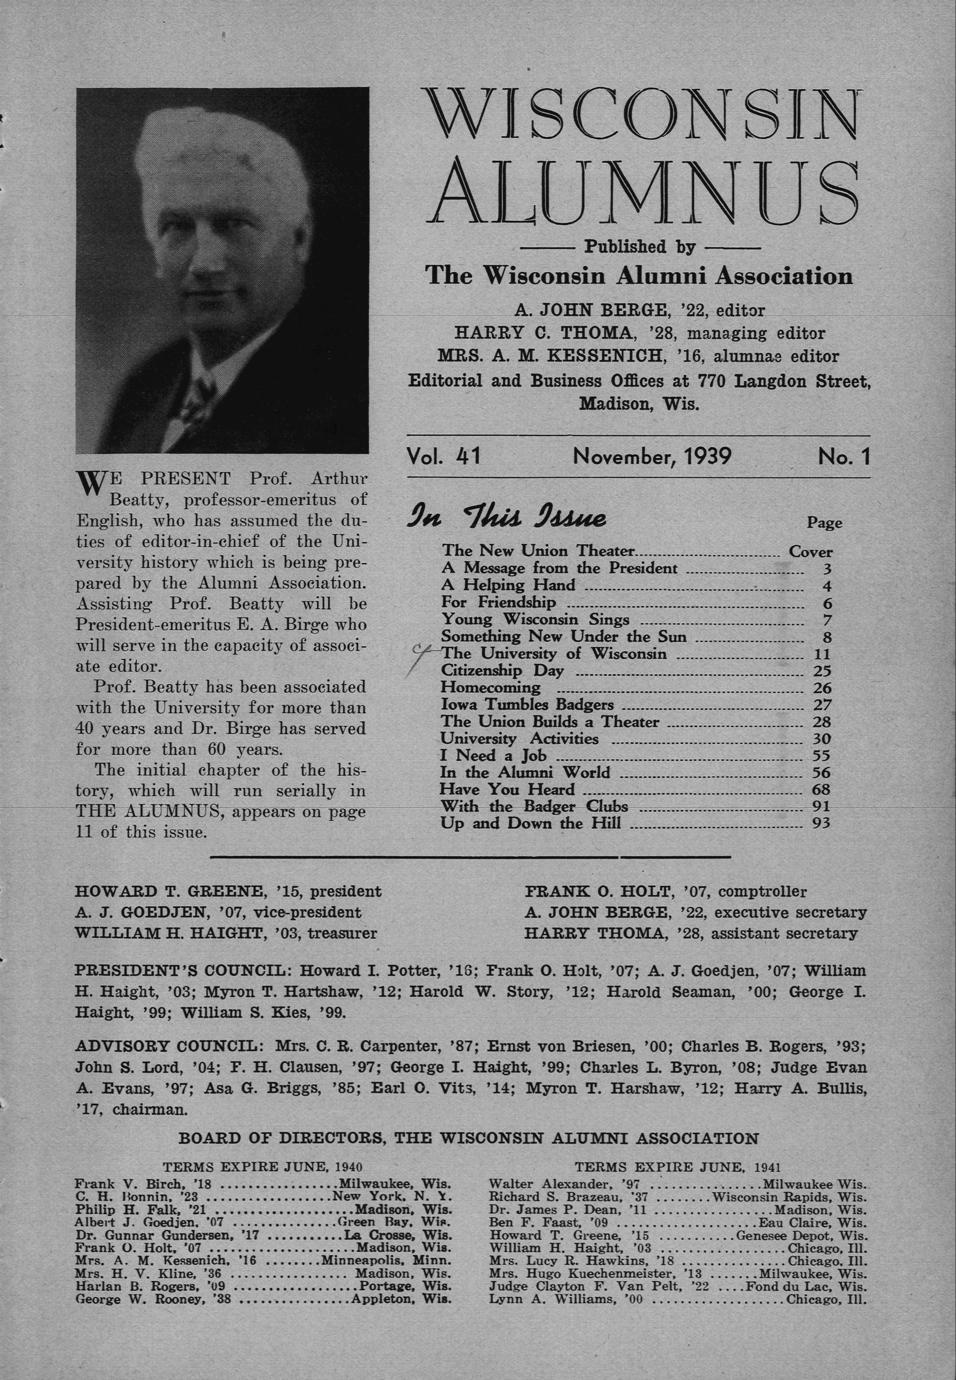 WISCONSIN
ALUMNUS
Published by
The Wisconsin Alumni Association
A. JOHN BERGE, '22, editor
HARRY C. THOMA, '28, managing editor
MRS. A. M. KESSENICH, '16, alumnae editor
Editorial and Business Offices at 770 Langdon Street,
Madison, Wis.
Vol. 41 November, 1939 No. 1
WE PRESENT Prof. Arthur
Beatty, professor-emeritus of
English, who has assumed the du-
ties of editor-in-chief of the Uni-
versity history which is being pre-
pared by the Alumni Association.
Assisting Prof. Beatty will be
President-emeritus E. A. Birge who
will serve in the capacity of associ-
ate editor.
Prof. Beatty has been associated
with the University for more than
40 years and Dr. Birge has served
for more than 60 years.
The initial chapter of the his-
tory, which will run serially in
THE ALUMNUS, appears on page
11 of this issue.
In This Issue Page
The New Union Theater Cover
A Message from the President 3
A Helping Hand 4
For Friendship 6
Young Wisconsin Sings 7
Something New Under the Sun 8
The University of Wisconsin 11
Citizenship Day 25
Homecoming 26
Iowa Tumbles Badgers 27
The Union Builds a Theater 28
University Activities 30
I Need a Job 55
In the Alumni World 56
Have You Heard 68
With the Badger Clubs 91
Up and Down the Hill 93
HOWARD T. GREENE, '15, president
A. J. GOEDJEN, '07, vice-president
WILLIAM H. HAIGHT, '03, treasurer
FRANK O. HOLT, '07, comptroller
A. JOHN BERGE, '22, executive secretary
HARRY THOMA, '28, assistant secretary
PRESIDENT'S COUNCIL: Howard I. Potter, '16; Frank O. Holt, '07; A. J. Goedjen, '07; William
H. Haight, '03; Myron T. Hartshaw, '12; Harold W. Story, '12; Harold Seaman, '00; George I.
Haight, '99; William S. Kies, '99.
ADVISORY COUNCIL: Mrs. C. R. Carpenter, '87; Ernst von Briesen, '00; Charles B. Rogers, '93;
John S. Lord, '04; F. H. Clausen, '97; George I. Haight, '99; Charles L. Byron, '08; Judge Evan
A. Evans, '97; Asa G. Briggs, '85; Earl O. Vits, '14; Myron T. Harshaw, '12; Harry A. Bullis,
'17, chairman.
BOARD OF DIRECTORS, THE WISCONSIN ALUMNI ASSOCIATION
TERMS EXPIRE JUNE, 1940
Frank V. Birch, '18 Milwaukee, Wis.
C. H. Bonnin, '23 New York, N. Y.
Philip H. Falk, '21 Madison, Wis.
Albert J. Goedjen, '07 Green Bay, Wis.
Dr. Gunnar Gundersen, '17 La Crosse, Wis.
Frank O. Holt, '07 Madison, Wis.
Mrs. A. M. Kessenich, '16 Minneapolis, Minn.
Mrs. H. V. Kline, '36 Madison, Wis.
Harlan B. Rogers, '09 Portage, Wis.
George W. Rooney, '38 Appleton, Wis.
TERMS EXPIRE JUNE, 1941
Walter Alexander, '97 Milwaukee Wis.
Richard S. Brazeau, '37 Wisconsin Rapids, Wis.
Dr. James P. Dean, '11 Madison, Wis.
Ben F. Faast, '09 Eau Claire, Wis.
Howard T. Greene, '15 Genesee Depot, Wis.
William H. Haight, '03 Chicago, Ill.
Mrs. Lucy R. Hawkins, '18 Chicago, Ill.
Mrs. Hugo Kuechenmeister, '13 Milwaukee, Wis.
Judge Clayton F. Van Pelt, '22 Fond du Lac, Wis.
Lynn A. Williams, '00 Chicago, Ill.